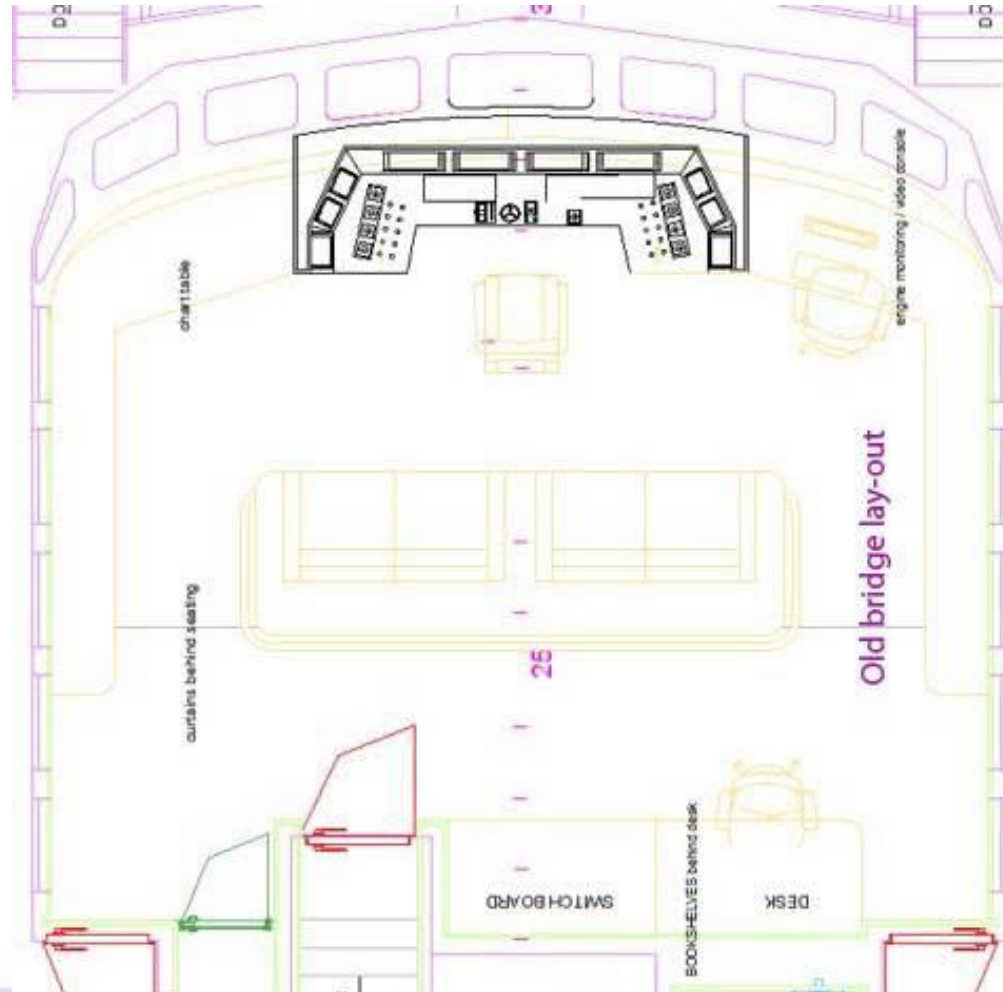 chart table
engine monitoring / video console
Old bridge lay-out
curtains behind seating
25
SWITCH BOARD
BOOKSHELVES behind desk
DESK